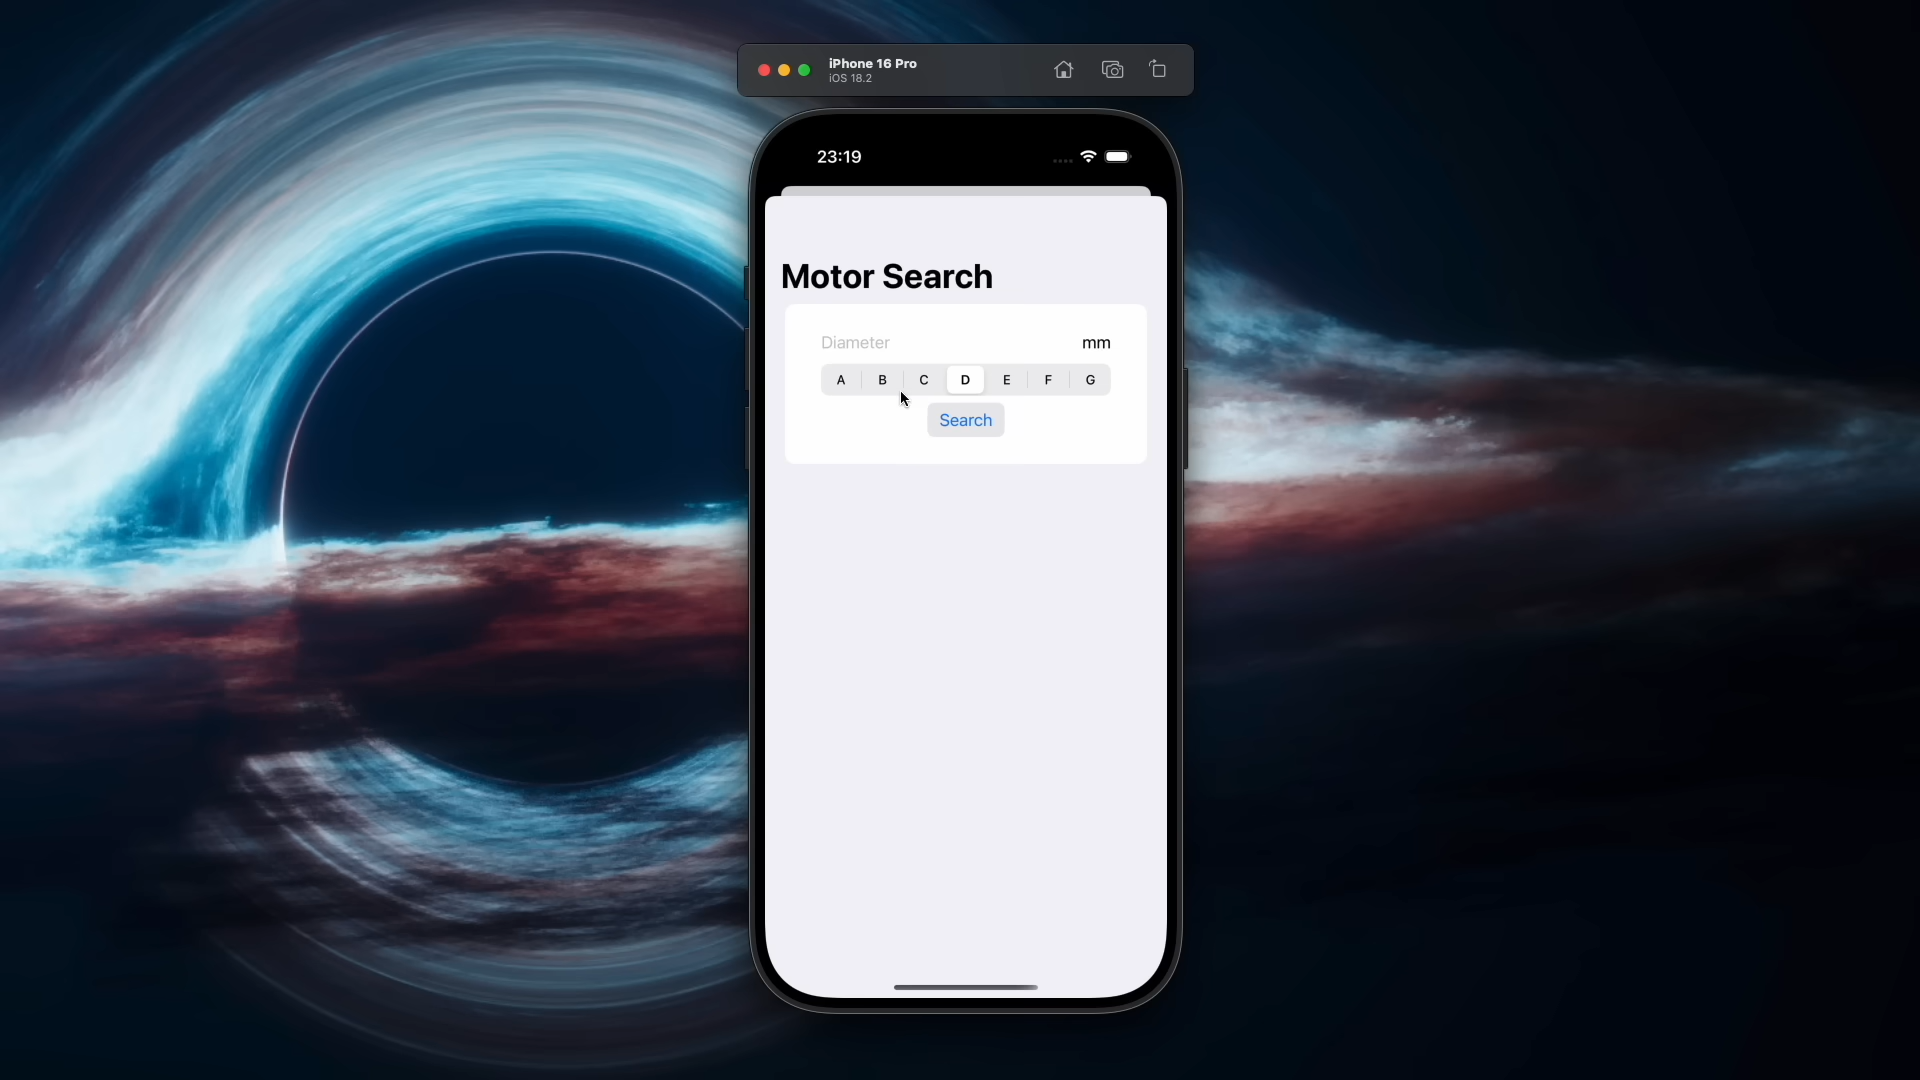 iPhone 16 Pro
iOS 18.2
23:19
Motor Search
Diameter mm
A B C D E F G
Search